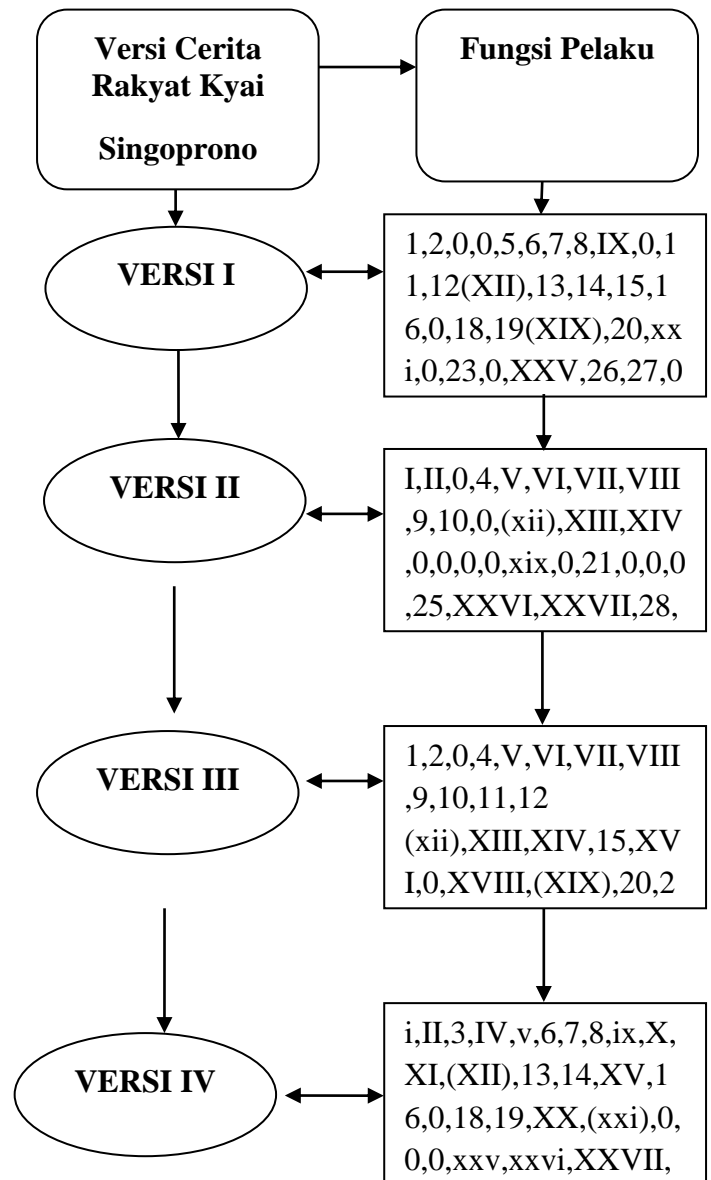 Versi Cerita
Rakyat Kyai
Singoprono
Fungsi Pelaku
VERSI I
1,2,0,0,5,6,7,8,IX,0,1
1,12(XII),13,14,15,1
6,0,18,19(XIX),20,xx
i,0,23,0,XXV,26,27,0
VERSI II
I,II,0,4,V,VI,VII,VIII
,9,10,0,(xii),XIII,XIV
,0,0,0,0,xix,0,21,0,0,0
,25,XXVI,XXVII,28,
VERSI III
1,2,0,4,V,VI,VII,VIII
,9,10,11,12
(xii),XIII,XIV,15,XV
I,0,XVIII,(XIX),20,2
VERSI IV
i,II,3,IV,v,6,7,8,ix,X,
XI,(XII),13,14,XV,1
6,0,18,19,XX,(xxi),0,
0,0,xxv,xxvi,XXVII,